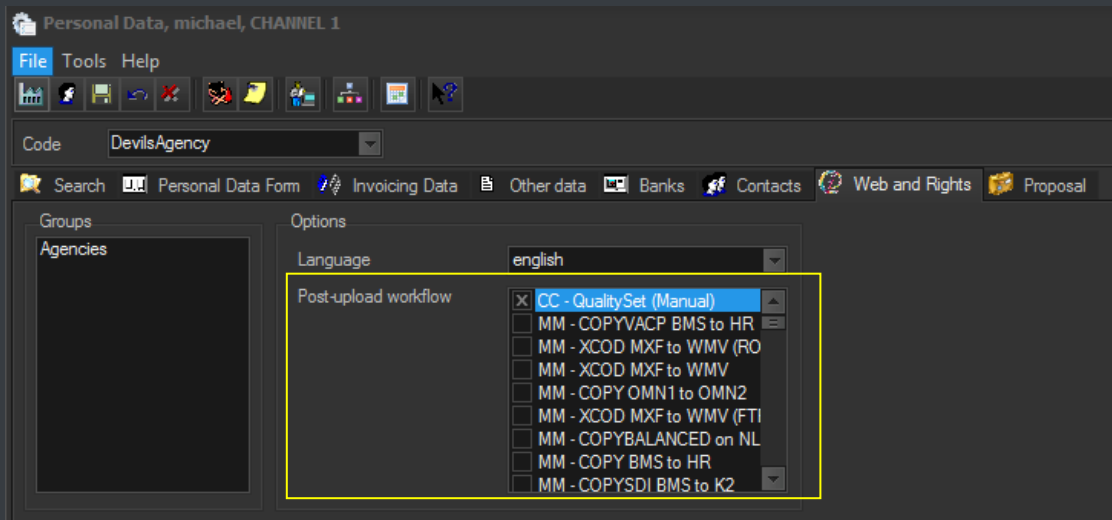 Personal Data, michael, CHANNEL 1
File Tools Help
Code DevilsAgency
Search Personal Data Form Invoicing Data Other data Banks Contacts Web and Rights Proposal
Groups
Agencies
Options
Language english
Post-upload workflow
CC - QualitySet (Manual)
MM - COPYVACP BMS to HR
MM - XCOD MXF to WMV (RO
MM - XCOD MXF to WMV
MM - COPY OMN1 to OMN2
MM - XCOD MXF to WMV (FTI
MM - COPYBALANCED on NL
MM - COPY BMS to HR
MM - COPYSDI BMS to K2